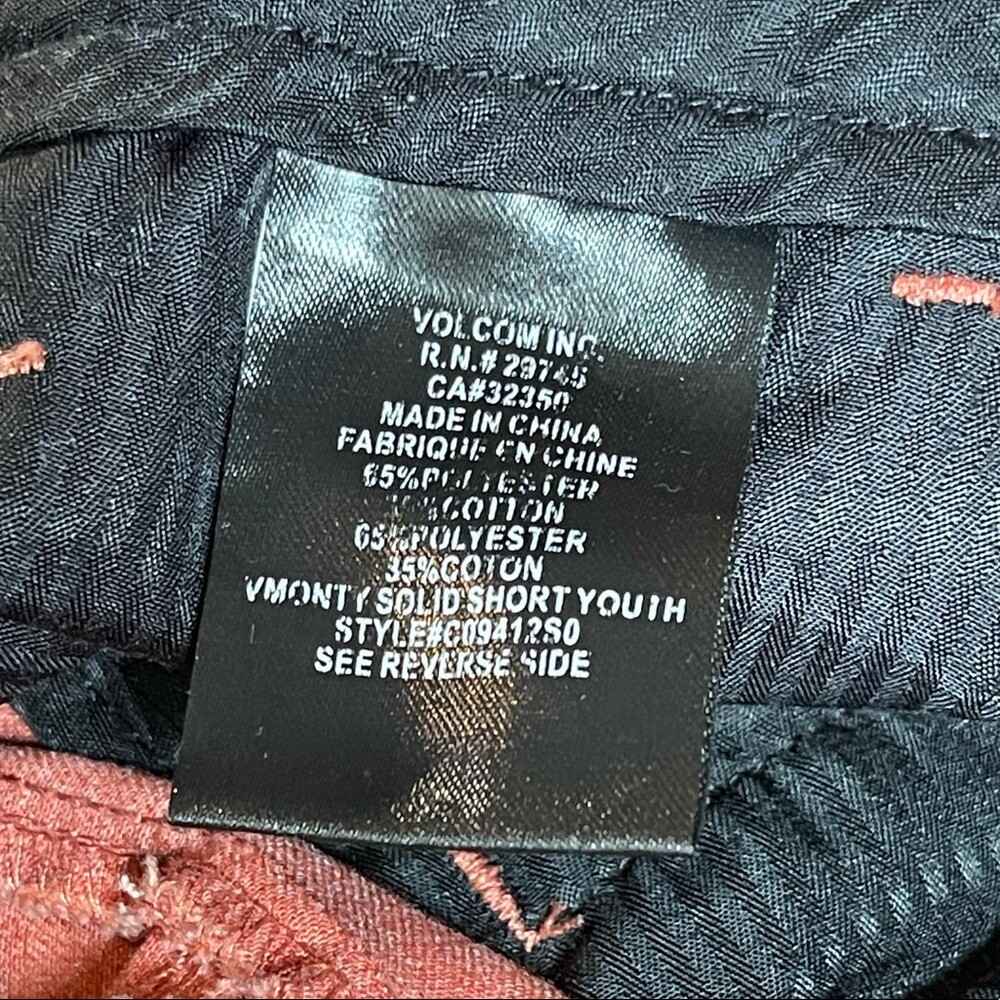 VOLCOM INC.
R.N.# 29745
CA#32350
MADE IN CHINA
FABRIQUE EN CHINE
65%POLYESTER
COTTON
65%POLYESTER
35%COTON
VMONTY SOLID SHORT YOUTH
STYLE#C09412S0
SEE REVERSE SIDE